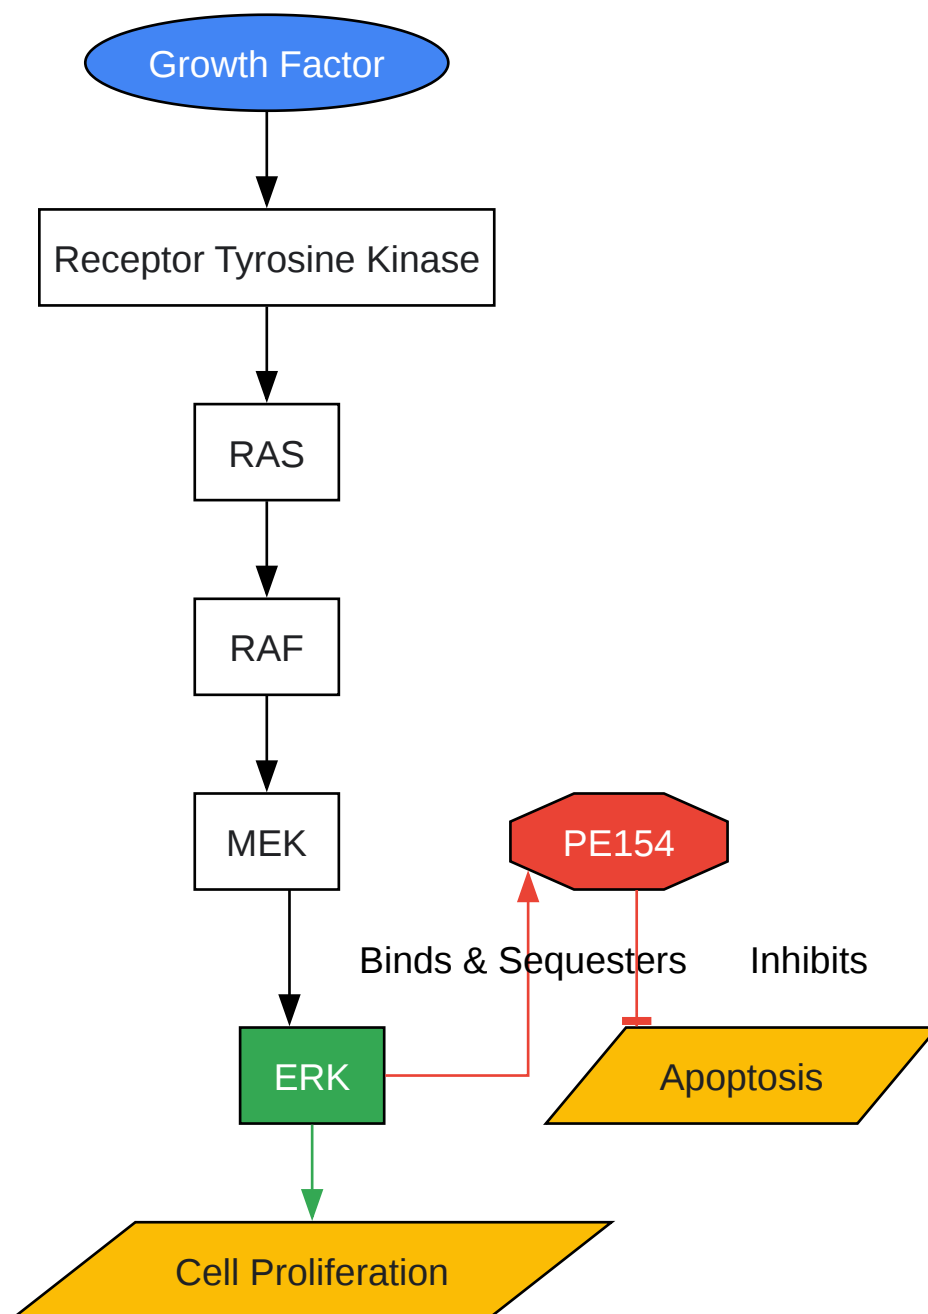 Growth Factor
Receptor Tyrosine Kinase
RAS
RAF
MEK
PE154
Binds & Sequesters
Inhibits
ERK
Apoptosis
Cell Proliferation